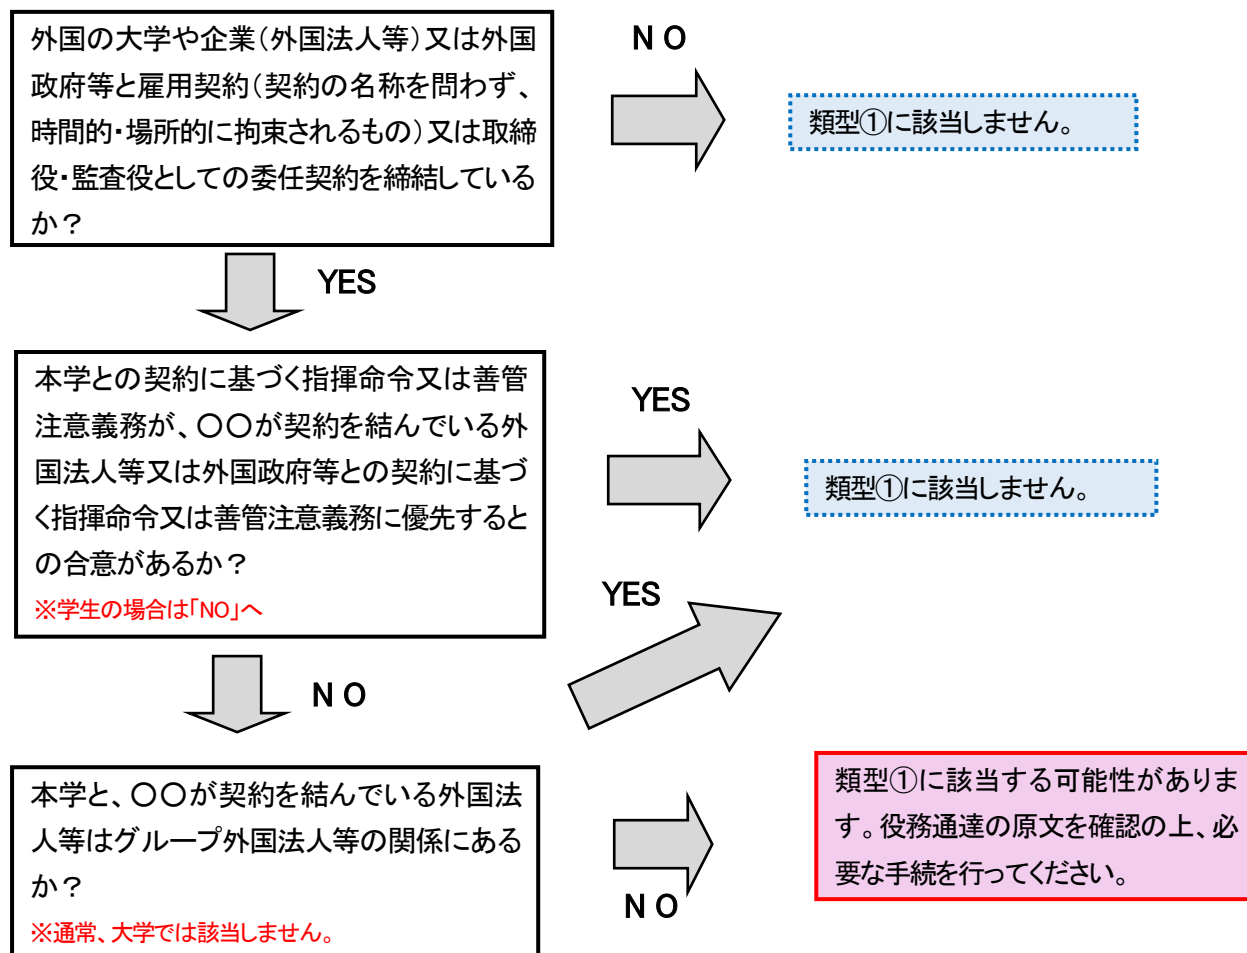 外国の大学や企業（外国法人等）又は外国
政府等と雇用契約（契約の名称を問わず、
時間的・場所的に拘束されるもの）又は取締
役・監査役としての委任契約を締結している
か？
NO
類型①に該当しません。
YES
本学との契約に基づく指揮命令又は善管
注意義務が、〇〇が契約を結んでいる外
国法人等又は外国政府等との契約に基づ
く指揮命令又は善管注意義務に優先すると
の合意があるか？
※学生の場合は「NO」へ
YES
類型①に該当しません。
YES
NO
本学と、〇〇が契約を結んでいる外国法
人等はグループ外国法人等の関係にある
か？
※通常、大学では該当しません。
NO
類型①に該当する可能性がありま
す。役務通達の原文を確認の上、必
要な手続を行ってください。